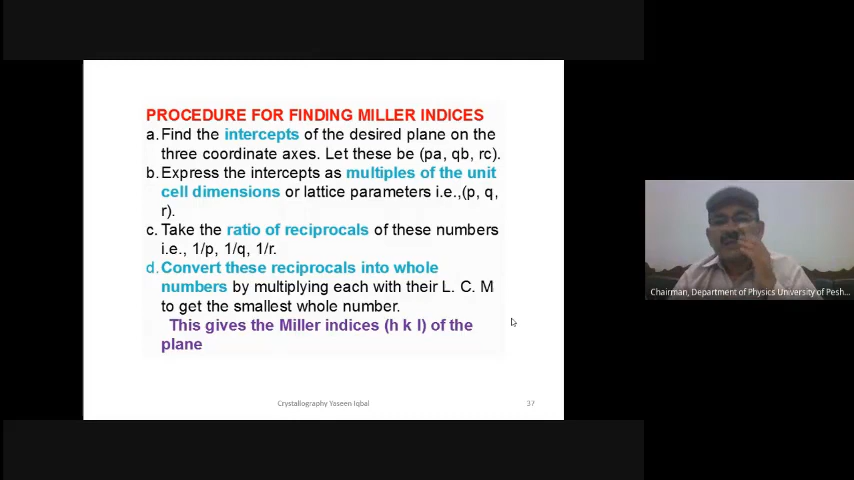 PROCEDURE FOR FINDING MILLER INDICES
a. Find the intercepts of the desired plane on the
three coordinate axes. Let these be (pa, qb, rc).
b. Express the intercepts as multiples of the unit
cell dimensions or lattice parameters i.e.,(p, q,
r).
c. Take the ratio of reciprocals of these numbers
i.e., 1/p, 1/q, 1/r.
d. Convert these reciprocals into whole
numbers by multiplying each with their L. C. M
to get the smallest whole number.
This gives the Miller indices (h k l) of the
plane
Crystallography Yaseen Iqbal
37
Chairman, Department of Physics University of Pesh...